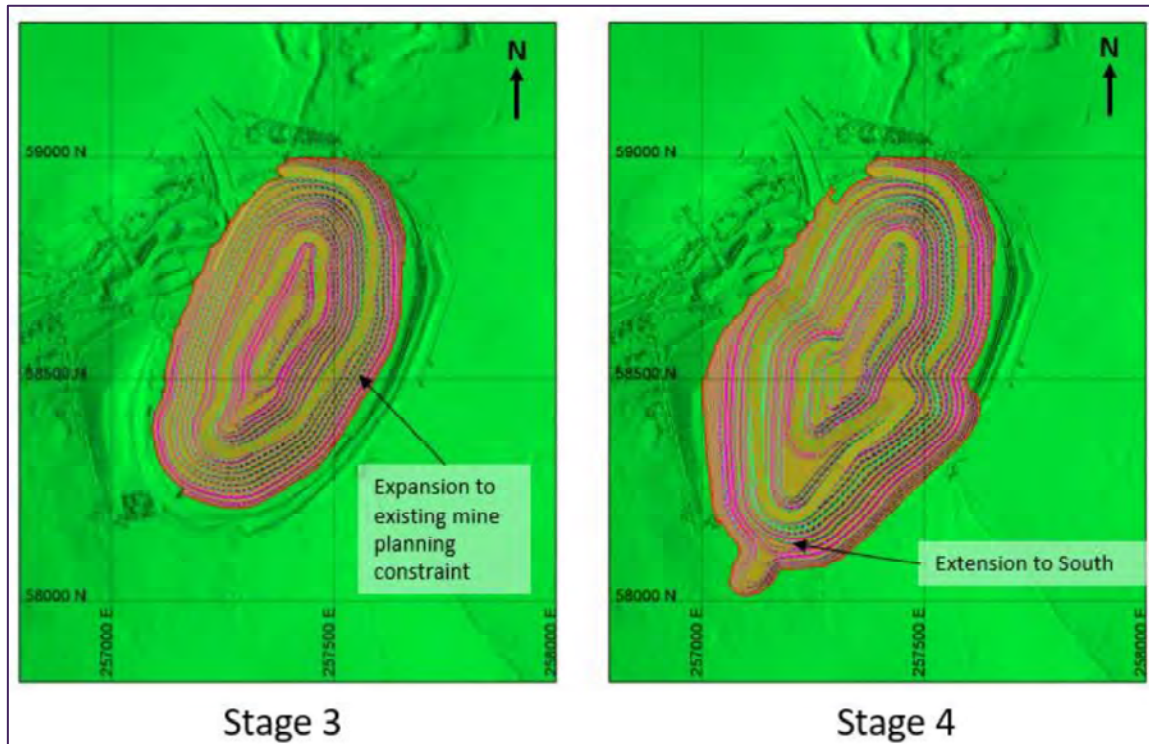 N
59000 N
58500 N
Expansion to
existing mine
planning
constraint
58000 N
257000 E
257500 E
258000 E
Stage 3
N
59000 N
58500 N
Extension to South
58000 N
257000 E
257500 E
258000 E
Stage 4